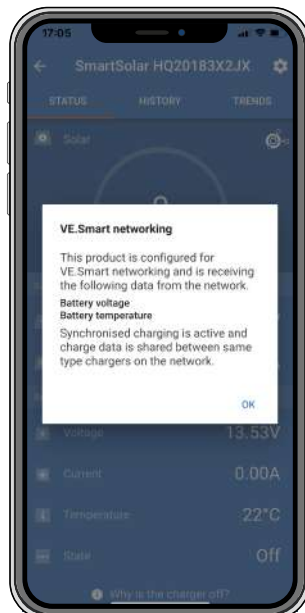 17:05
SmartSolar HQ20183X2JX
STATUS HISTORY TRENDS
Solar
VE.Smart networking
This product is configured for
VE.Smart networking and is receiving
the following data from the network.
Battery voltage
Battery temperature
Synchronised charging is active and
charge data is shared between same
type chargers on the network.
OK
Voltage 13.53V
Current 0.00A
Temperature 22°C
State Off
Why is the charger off?